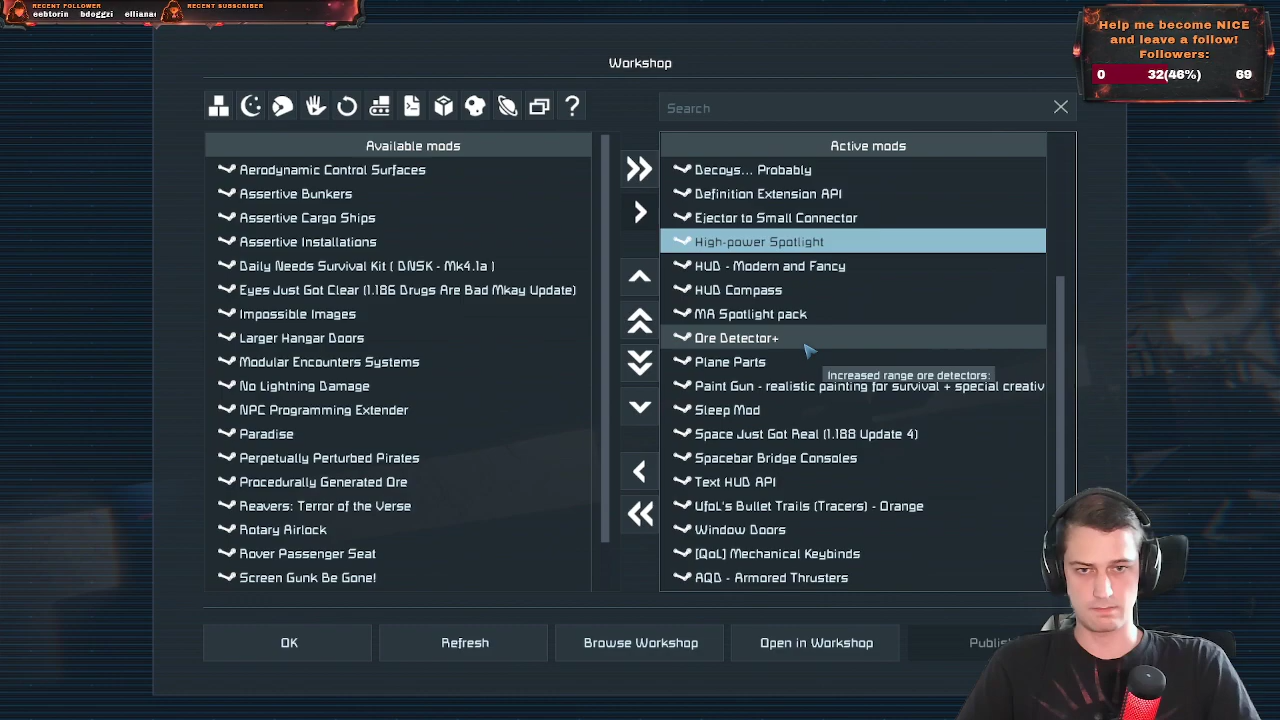 RECENT FOLLOWER
eebtorin bdoggzi ellianac
RECENT SUBSCRIBER
Help me become NICE
and leave a follow!
Followers:
0 32(46%) 69
Workshop
?
Search
Available mods
Aerodynamic Control Surfaces
Assertive Bunkers
Assertive Cargo Ships
Assertive Installations
Daily Needs Survival Kit ( DNSK - Mk4.1a )
Eyes Just Got Clear (1.186 Drugs Are Bad Mkay Update)
Impossible Images
Larger Hangar Doors
Modular Encounters Systems
No Lightning Damage
NPC Programming Extender
Paradise
Perpetually Perturbed Pirates
Procedurally Generated Ore
Reavers: Terror of the Verse
Rotary Airlock
Rover Passenger Seat
Screen Gunk Be Gone!
Active mods
Decoys... Probably
Definition Extension API
Ejector to Small Connector
High-power Spotlight
HUD - Modern and Fancy
HUD Compass
MA Spotlight pack
Ore Detector+
Plane Parts
Increased range ore detectors:
Paint Gun - realistic painting for survival + special creativ
Sleep Mod
Space Just Got Real (1.188 Update 4)
Spacebar Bridge Consoles
Text HUD API
UfoL's Bullet Trails (Tracers) - Orange
Window Doors
[QoL] Mechanical Keybinds
AQD - Armored Thrusters
OK
Refresh
Browse Workshop
Open in Workshop
Publish